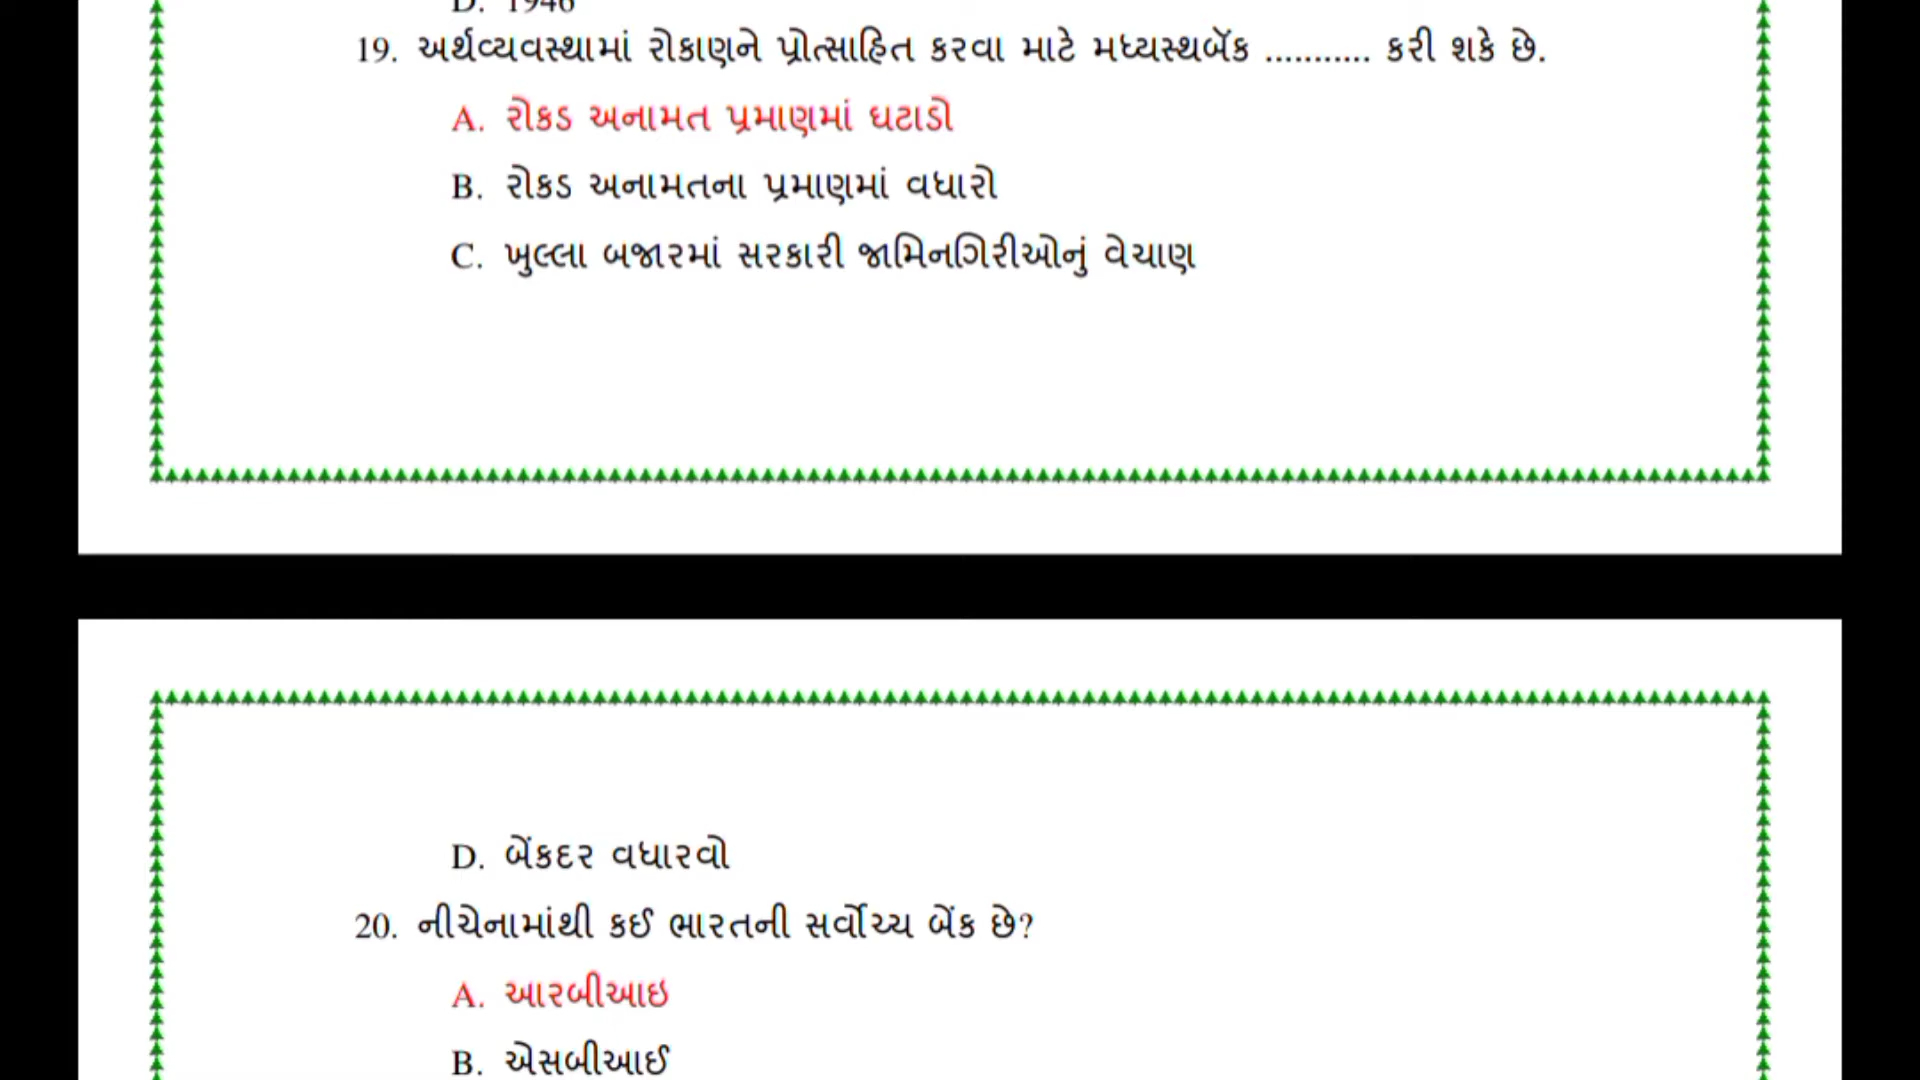 D. 1946
19. અર્થવ્યવસ્થામાં રોકાણને પ્રોત્સાહિત કરવા માટે મધ્યસ્થબૅંક ........... કરી શકે છે.
A. રોકડ અનામત પ્રમાણમાં ઘટાડો
B. રોકડ અનામતના પ્રમાણમાં વધારો
C. ખુલ્લા બજારમાં સરકારી જામિનગિરીઓનું વેચાણ
D. બેંકદર વધારવો
20. નીચેનામાંથી કઈ ભારતની સર્વોચ્ચ બેંક છે?
A. આરબીઆઇ
B. એસબીઆઈ